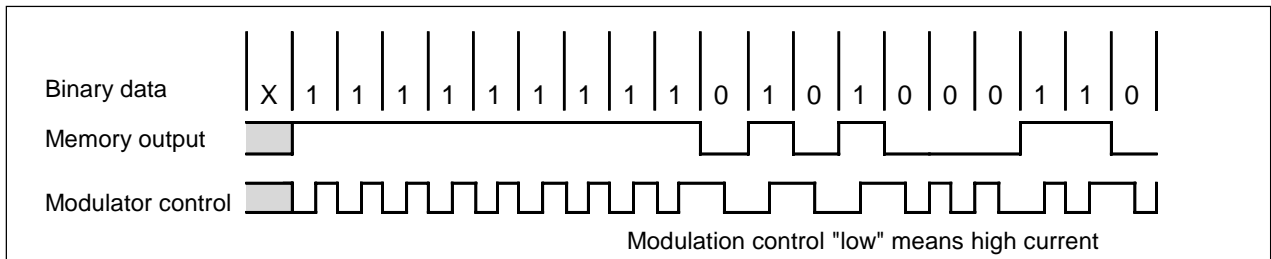 Binary data X 1 1 1 1 1 1 1 1 1 0 1 0 1 0 0 0 1 1 0
Memory output
Modulator control
Modulation control "low" means high current